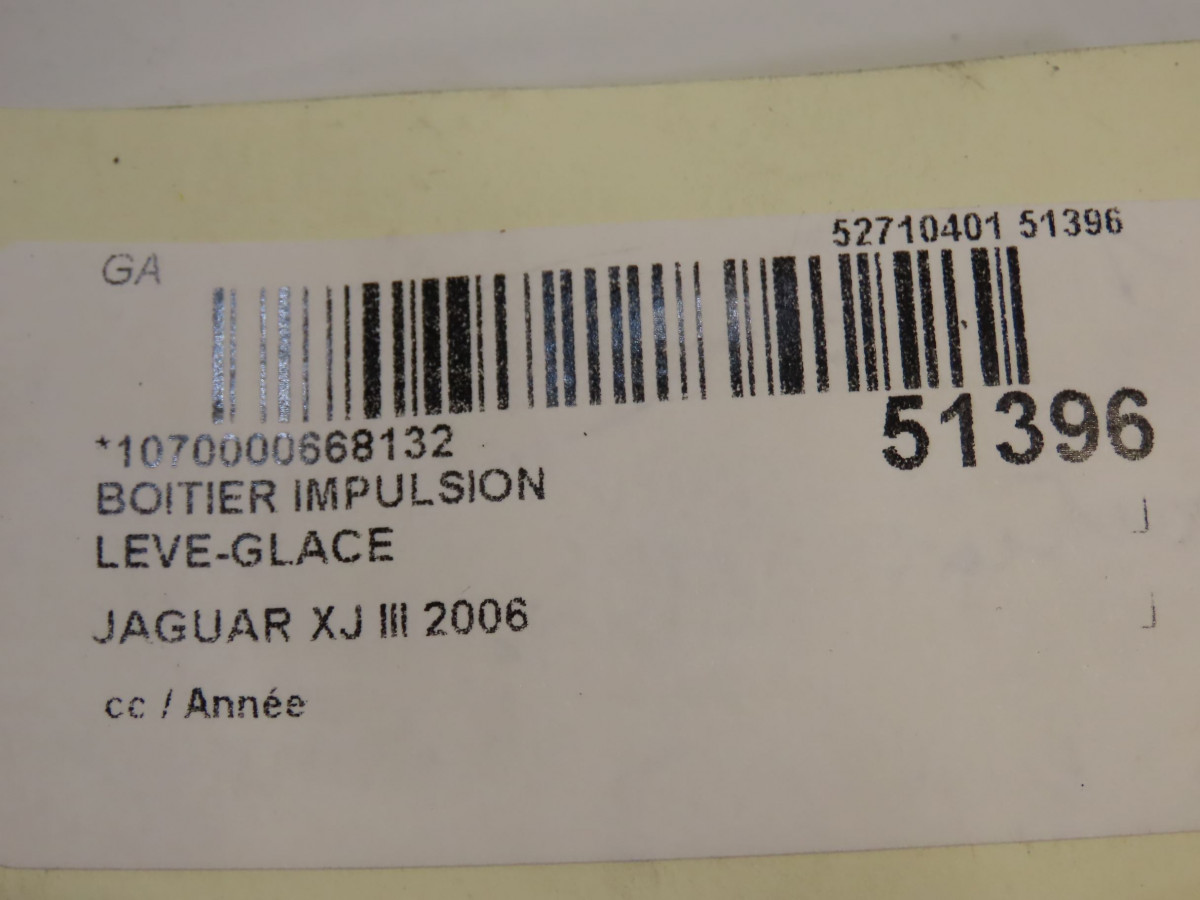 52710401 51396
GA
*1070000668132
51396
BOITIER IMPULSION
LEVE-GLACE
JAGUAR XJ III 2006
cc / Année